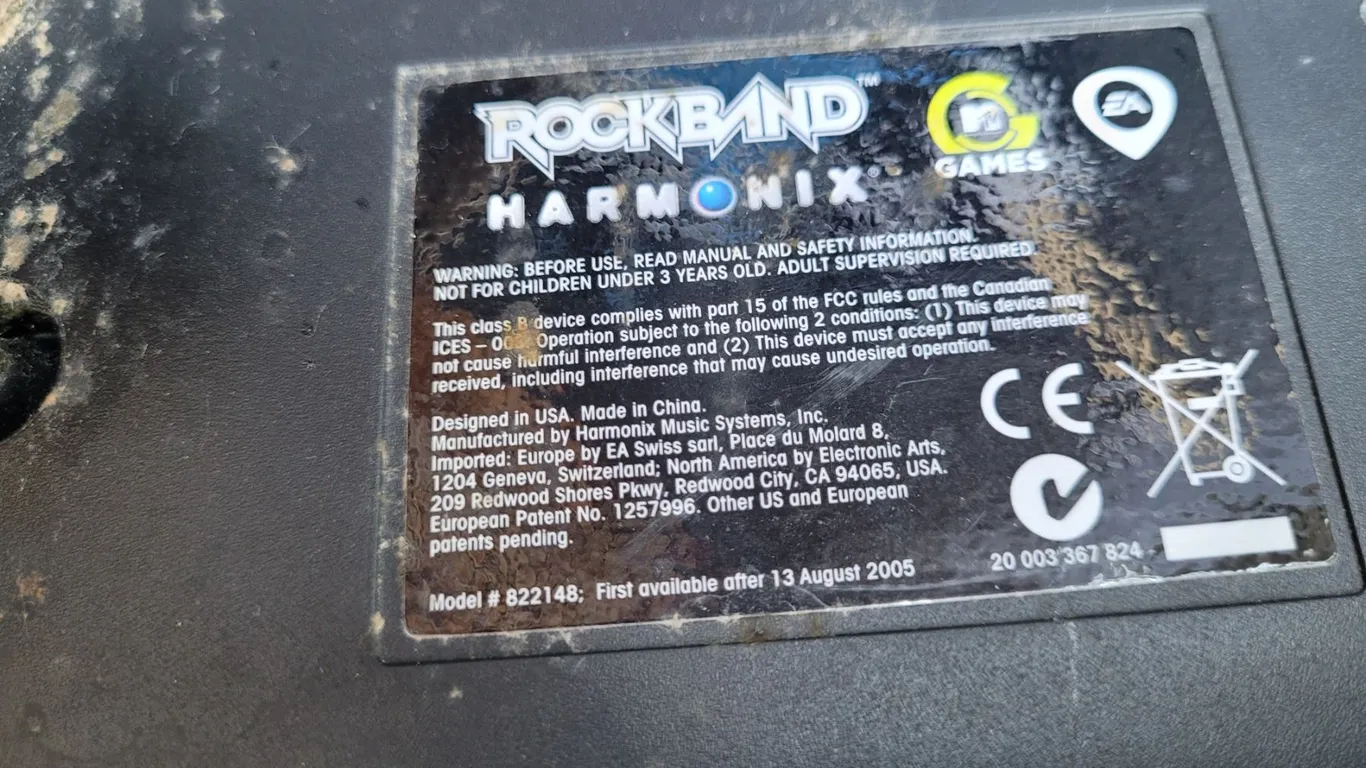 ROCKBAND™
HARMONIX®
MTV
GAMES
EA
WARNING: BEFORE USE, READ MANUAL AND SAFETY INFORMATION.
NOT FOR CHILDREN UNDER 3 YEARS OLD. ADULT SUPERVISION REQUIRED.
This class B device complies with part 15 of the FCC rules and the Canadian
ICES – Operation subject to the following 2 conditions: (1) This device may
not cause harmful interference and (2) This device must accept any interference
received, including interference that may cause undesired operation.
Designed in USA. Made in China.
Manufactured by Harmonix Music Systems, Inc.
Imported: Europe by EA Swiss sarl, Place du Molard 8,
1204 Geneva, Switzerland; North America by Electronic Arts,
209 Redwood Shores Pkwy, Redwood City, CA 94065, USA.
European Patent No. 1257996. Other US and European
patents pending.
CE
20 003 367 824
Model # 822148; First available after 13 August 2005